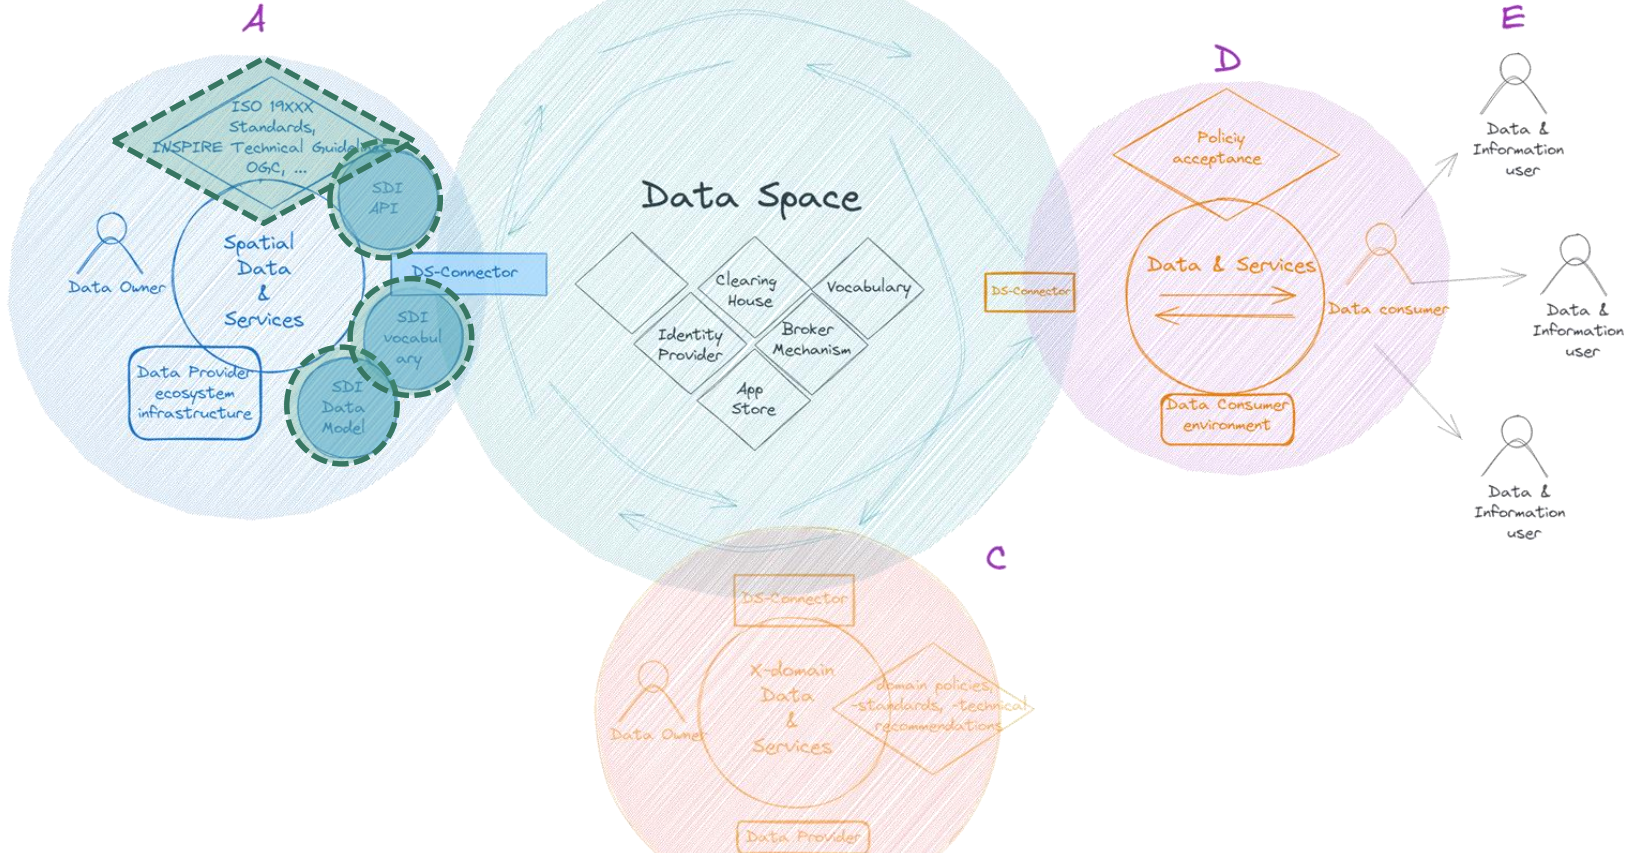 A
E
D
ISO 19XXX
Standards,
INSPIRE Technical Guideline
OGC, ...
SDI
API
Spatial
Data
&
Services
Data Owner
DS-Connector
SDI
vocabul
ary
Data Provider
ecosystem
infrastructure
SDI
Data
Model
Data Space
Clearing
House
Vocabulary
Identity
Provider
Broker
Mechanism
App
Store
DS-Connector
Policiy
acceptance
Data & Services
Data consumer
Data Consumer
environment
Data &
Information
user
Data &
Information
user
Data &
Information
user
C
DS-Connector
X-domain
Data
&
Services
Data Owner
domain policies,
-standards, -technical
recommendations
Data Provider